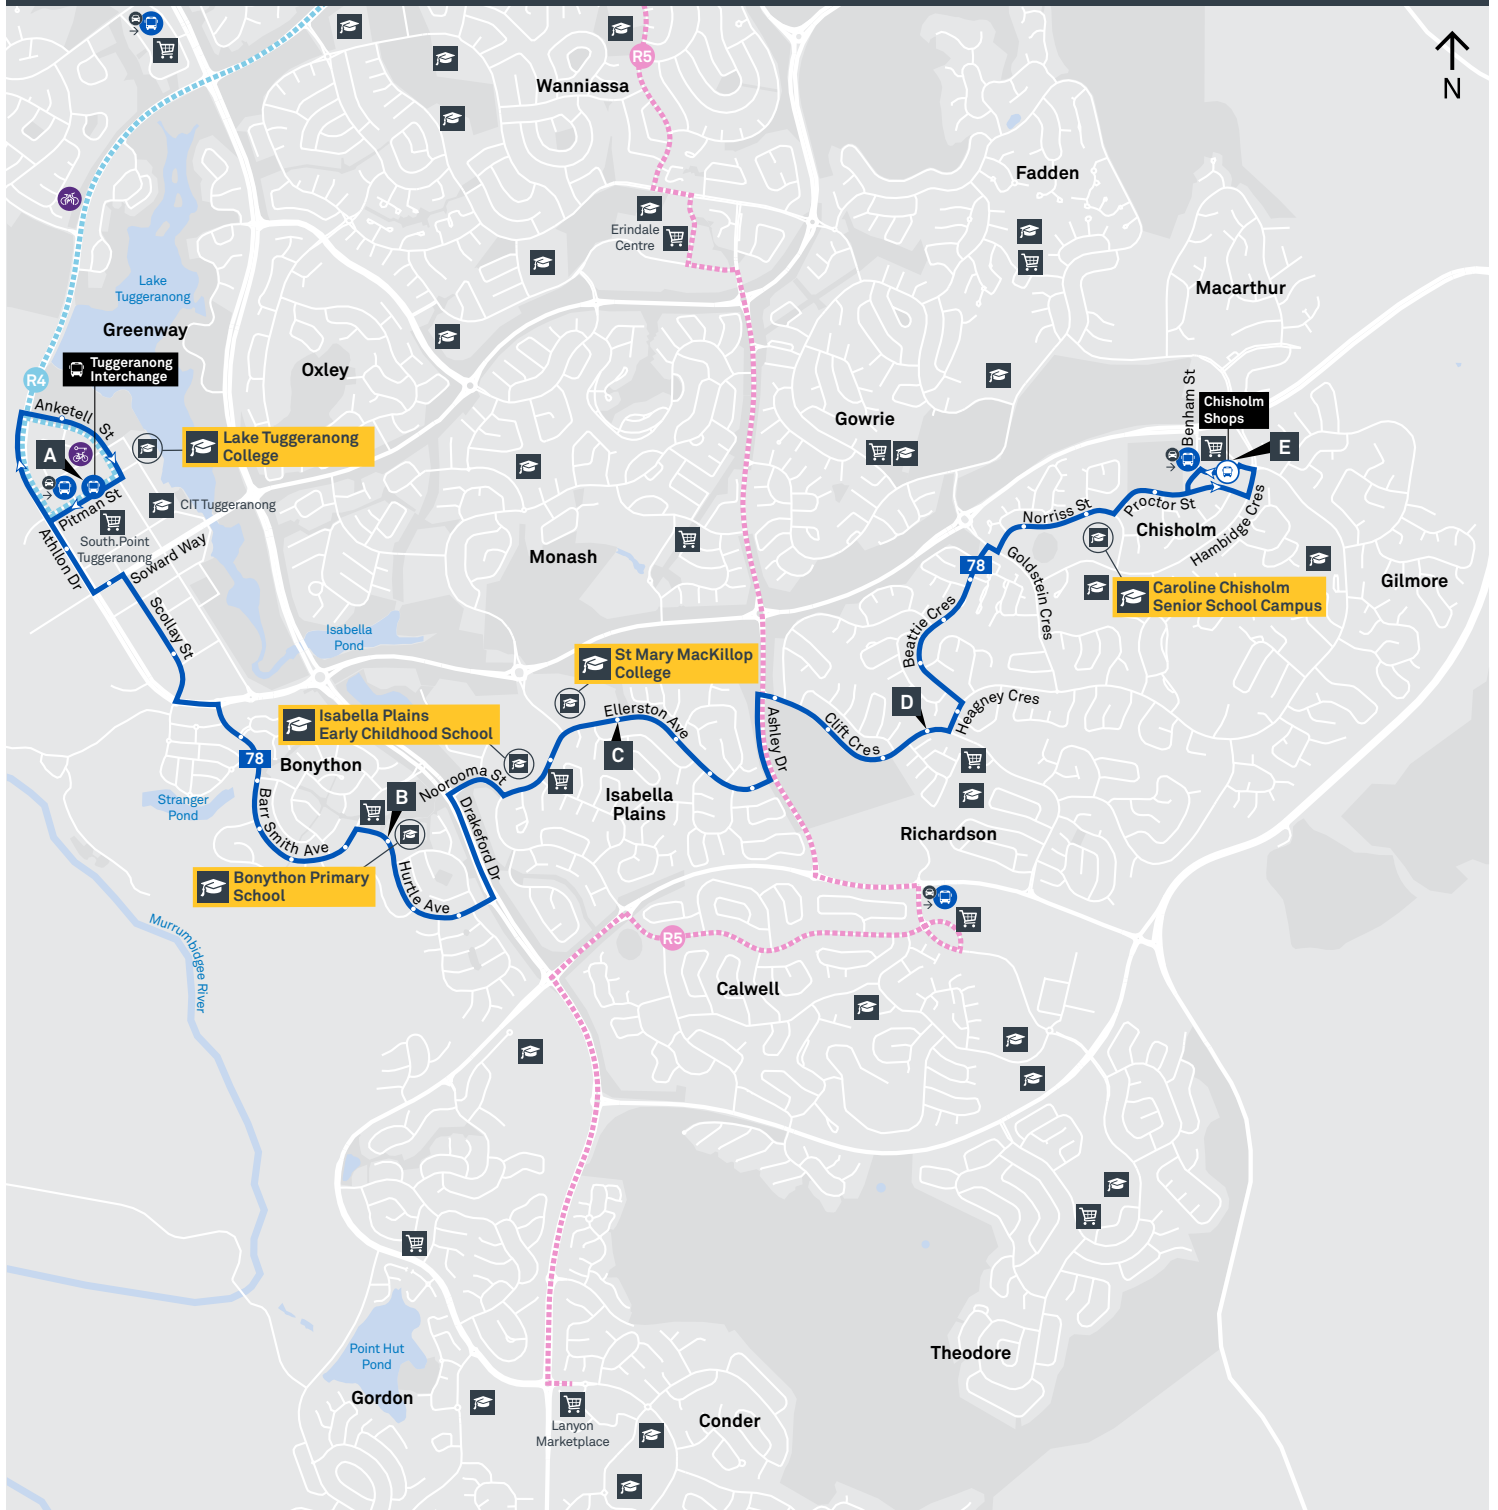 R5
Wanniassa
N
Fadden
Erindale
Centre
Lake
Tuggeranong
Macarthur
Greenway
Tuggeranong
Interchange
Oxley
R4
Anketell St
Benham St
Chisholm
Shops
Gowrie
Lake Tuggeranong
College
A
E
CIT Tuggeranong
Pitman St
South.Point
Tuggeranong
Norriss St
Proctor St
Chisholm
Hambidge Cres
Athllon Dr
Soward Way
Monash
78
Goldstein Cres
Gilmore
Caroline Chisholm
Senior School Campus
Scollay St
Beattie Cres
Isabella
Pond
St Mary MacKillop
College
D
Heagney Cres
Isabella Plains
Early Childhood School
Ellerston Ave
Ashley Dr
Clift Cres
C
78
Bonython
Noorooma St
B
Stranger
Pond
Isabella
Plains
Barr Smith Ave
Drakeford Dr
Richardson
Bonython Primary
School
Hurtle Ave
Murrumbidgee River
R5
Calwell
Point Hut
Pond
Theodore
Gordon
Conder
Lanyon
Marketplace